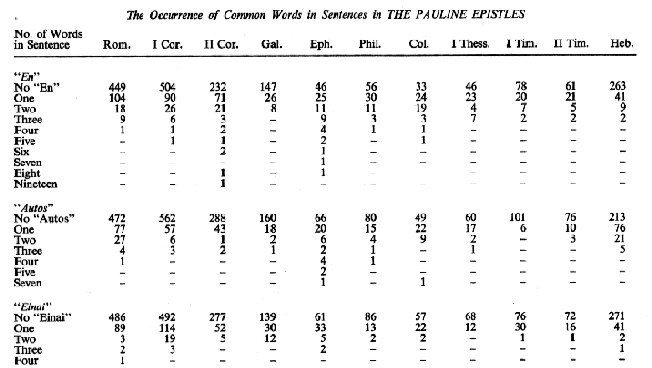 The Occurrence of Common Words in Sentences in THE PAULINE EPISTLES
No. of Words
in Sentence Rom. I Cor. II Cor. Gal. Eph. Phil. Col. I Thess. I Tim. II Tim. Heb.
"En"
No "En" 449 504 232 147 46 56 33 46 78 61 263
One 104 90 71 26 25 30 24 23 20 21 41
Two 18 26 21 8 11 11 19 4 7 5 9
Three 9 6 3 – 9 3 3 7 2 2 2
Four 1 1 2 – 4 1 1 – – – –
Five – 1 1 – 2 – 1 – – – –
Six – – 2 – 1 – – – – – –
Seven – – – – 1 – – – – – –
Eight – – 1 – 1 – – – – – –
Nineteen – – 1 – – – – – – – –
"Autos"
No "Autos" 472 562 288 160 66 80 49 60 101 76 213
One 77 57 43 18 20 15 22 17 6 10 76
Two 27 6 1 2 6 4 9 2 – 3 21
Three 4 3 2 1 2 1 – 1 – – 5
Four 1 – – – 4 1 – – – – –
Five – – – – 2 – – – – – –
Seven – – – – 1 – 1 – – – –
"Einai"
No "Einai" 486 492 277 139 61 86 57 68 76 72 271
One 89 114 52 30 33 13 22 12 30 16 41
Two 3 19 5 12 5 2 2 – 1 1 2
Three 2 3 – – 2 – – – – – 1
Four 1 – – – – – – – – – –